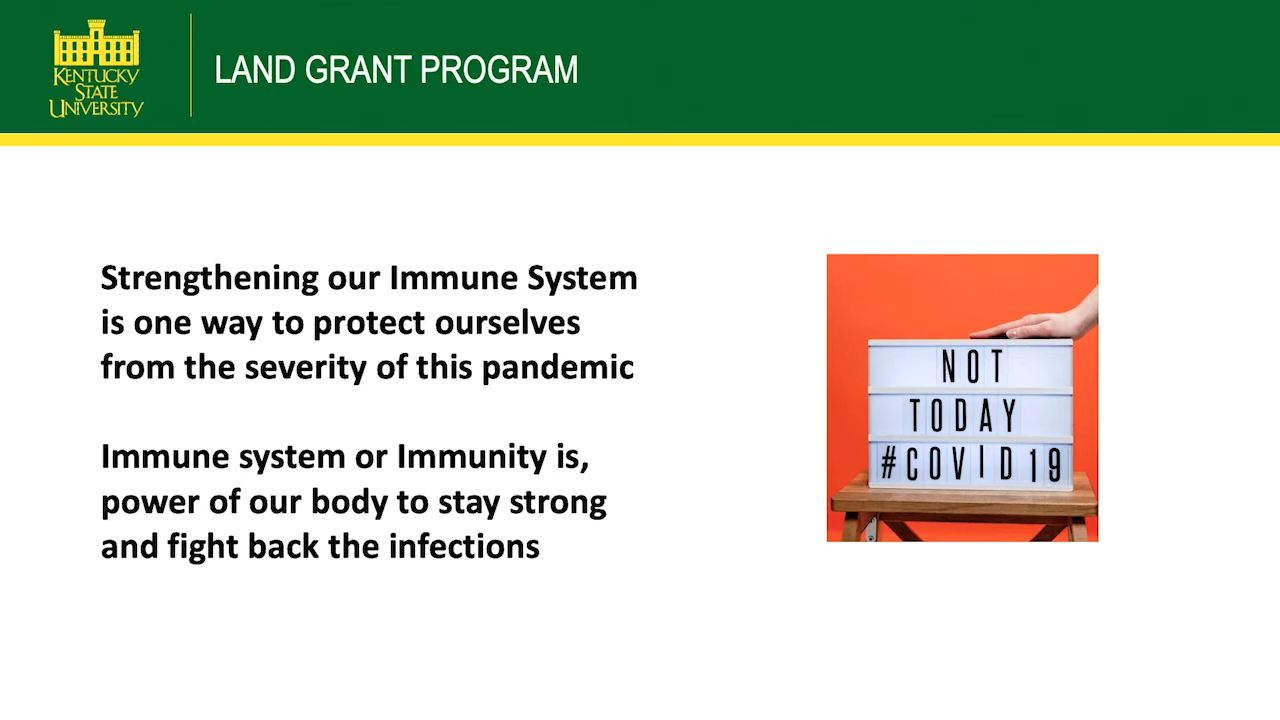 KENTUCKY
STATE
UNIVERSITY
LAND GRANT PROGRAM
Strengthening our Immune System
is one way to protect ourselves
from the severity of this pandemic
Immune system or Immunity is,
power of our body to stay strong
and fight back the infections
NOT
TODAY
#COVID19